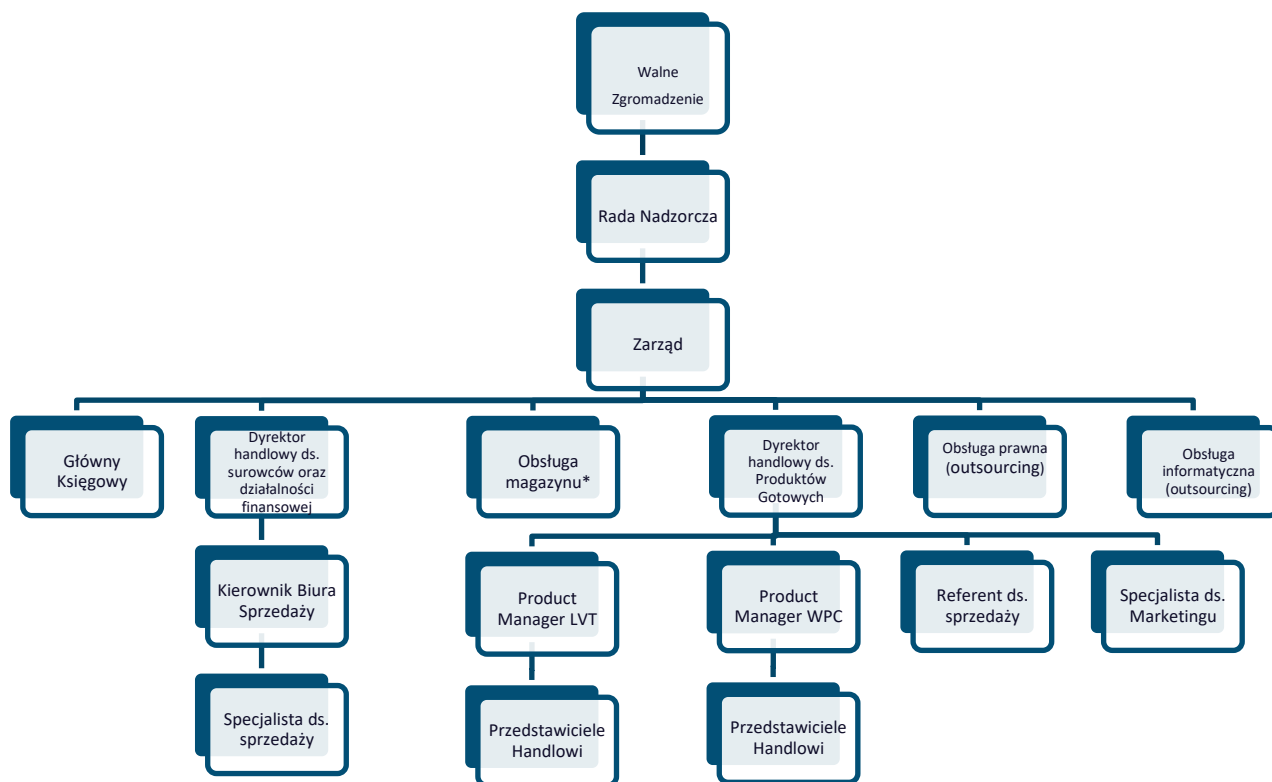 Walne
Zgromadzenie
Rada Nadzorcza
Zarząd
Główny
Księgowy
Dyrektor
handlowy ds.
surowców oraz
działalności
finansowej
Obsługa
magazynu*
Dyrektor
handlowy ds.
Produktów
Gotowych
Obsługa prawna
(outsourcing)
Obsługa
informatyczna
(outsourcing)
Kierownik Biura
Sprzedaży
Product
Manager LVT
Product
Manager WPC
Referent ds.
sprzedaży
Specjalista ds.
Marketingu
Specjalista ds.
sprzedaży
Przedstawiciele
Handlowi
Przedstawiciele
Handlowi